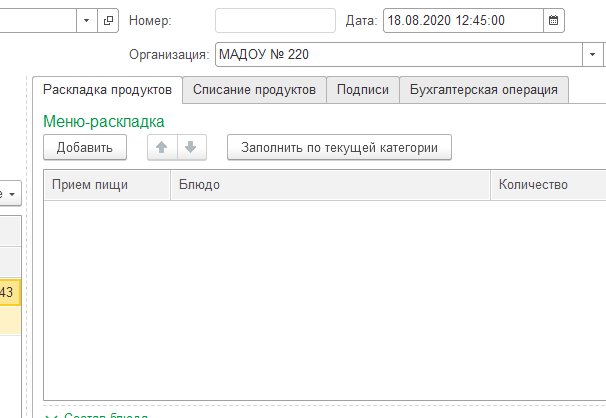 Номер: Дата: 18.08.2020 12:45:00
Организация: МАДОУ № 220
Раскладка продуктов Списание продуктов Подписи Бухгалтерская операция
Меню-раскладка
Добавить Заполнить по текущей категории
е
Прием пищи Блюдо Количество
43